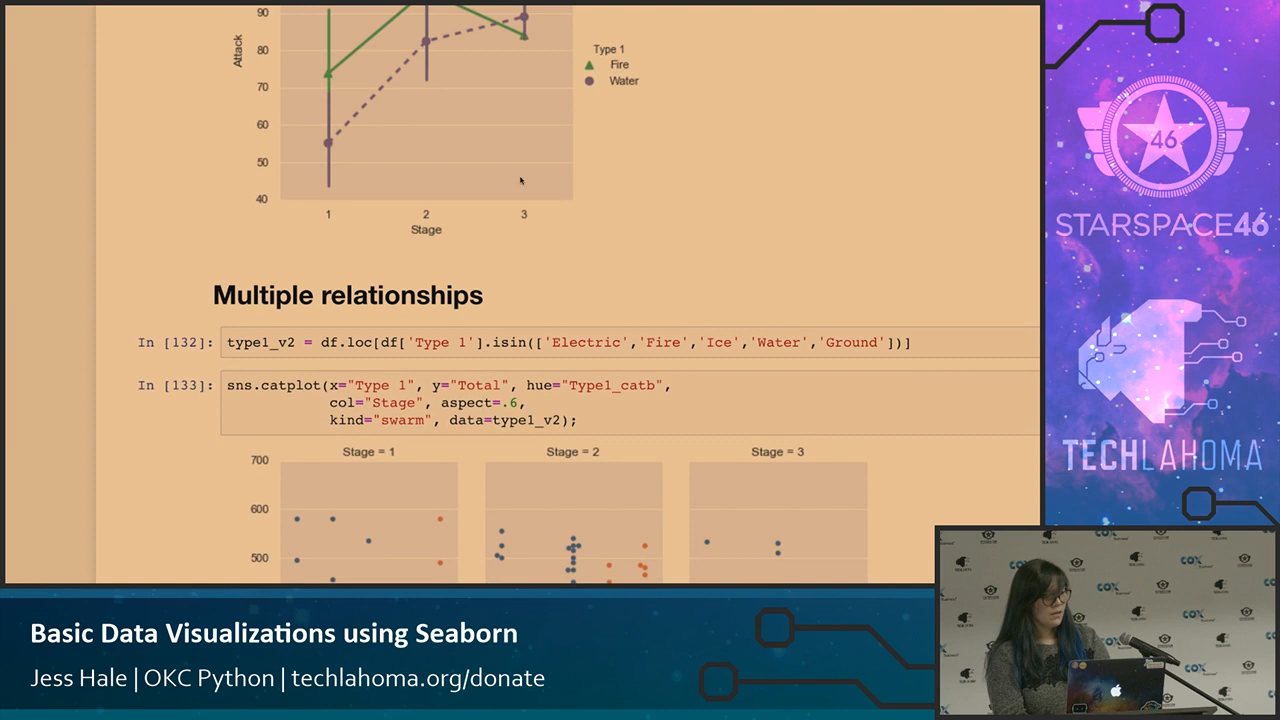 90
80
70
60
50
40
Attack
1 2 3
Stage
Type 1
Fire
Water
Multiple relationships
In [132]: type1_v2 = df.loc[df['Type 1'].isin(['Electric','Fire','Ice','Water','Ground'])]
In [133]: sns.catplot(x="Type 1", y="Total", hue="Type1_catb",
col="Stage", aspect=.6,
kind="swarm", data=type1_v2);
Stage = 1 Stage = 2 Stage = 3
700
600
500
46
STARSPACE46
TECHLAHOMA
COX
Basic Data Visualizations using Seaborn
Jess Hale | OKC Python | techlahoma.org/donate